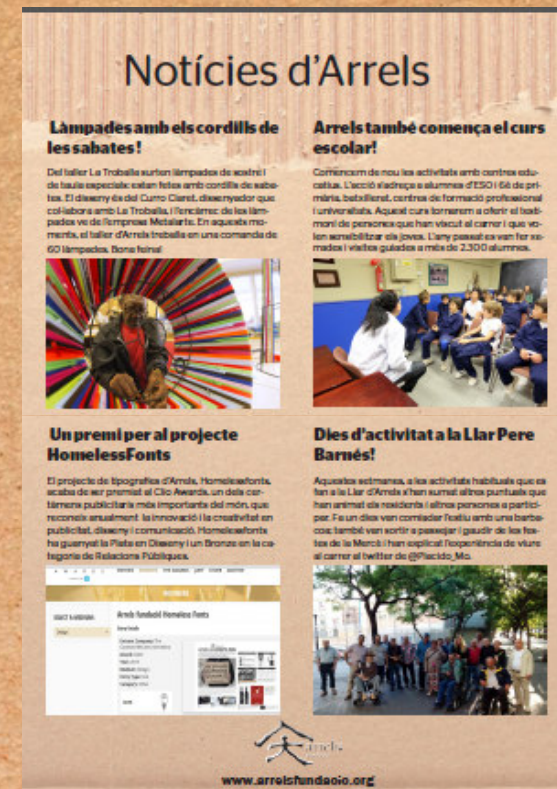 Notícies d'Arrels
Làmpades amb els cordills de
les sabates!
Del taller La Troballa surten làmpades de sostre i
de taula especials: estan fetes amb cordills de saba-
tes. El disseny és del Curro Claret, dissenyador que
col·labora amb La Troballa, i l'encàrrec de les làm-
pades ve de l'empresa Metalarte. En aquests mo-
ments, el taller d'Arrels treballa en una comanda de
60 làmpades. Bona feina!
Arrels també comença el curs
escolar!
Comencem de nou les activitats amb centres edu-
catius. L'acció s'adreça a alumnes d'ESO i 6è de pri-
mària, batxillerat, centres de formació professional
i universitats. Aquest curs tornarem a oferir el testi-
moni de persones que han viscut al carrer i que vo-
len sensibilitzar els joves. L'any passat es van fer xe-
rrades i visites guiades a més de 2.300 alumnes.
Un premi per al projecte
HomelessFonts
El projecte de tipografies d'Arrels, Homelessfonts,
acaba de ser premiat al Clio Awards, un dels cer-
tàmens publicitaris més importants del món, que
reconeix anualment la innovació i la creativitat en
publicitat, disseny i comunicació. Homelessfonts
ha guanyat la Plata en Disseny i un Bronze en la ca-
tegoria de Relacions Públiques.
Dies d'activitat a la Llar Pere
Barnés!
Aquestes setmanes, a les activitats habituals que es
fan a la Llar d'Arrels s'han sumat altres puntuals que
han animat els residents i altres persones a partici-
par. Fa un dies van comiadar l'estiu amb una barba-
coa; també van sortir a passejar i gaudir de les fes-
tes de la Mercè i han explicat l'experiència de viure
al carrer al twitter de @Placido_Mo.
Arrels fundació Homeless Fonts
arrels
www.arrelsfundacio.org